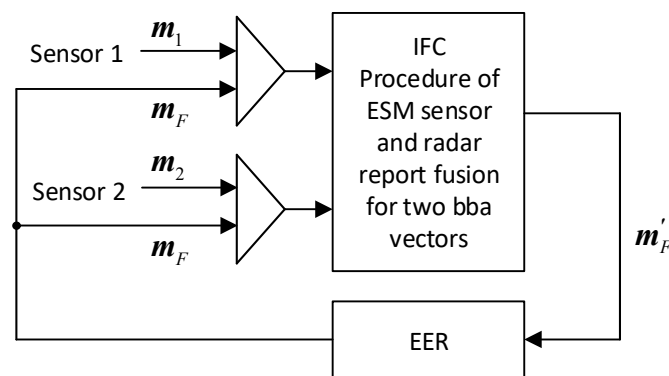 Sensor 1
m1
mF
Sensor 2
m2
mF
IFC
Procedure of
ESM sensor
and radar
report fusion
for two bba
vectors
m′F
EER